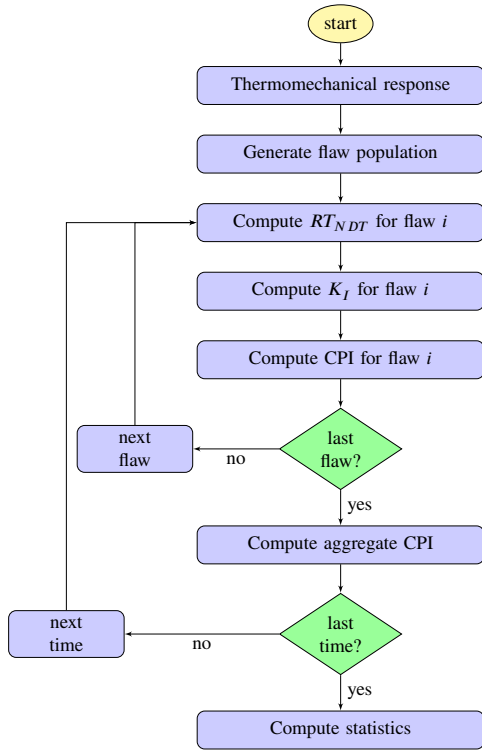 start
Thermomechanical response
Generate flaw population
Compute RT_NDT for flaw i
Compute K_I for flaw i
Compute CPI for flaw i
last
flaw?
next
flaw
no
yes
Compute aggregate CPI
last
time?
next
time
no
yes
Compute statistics